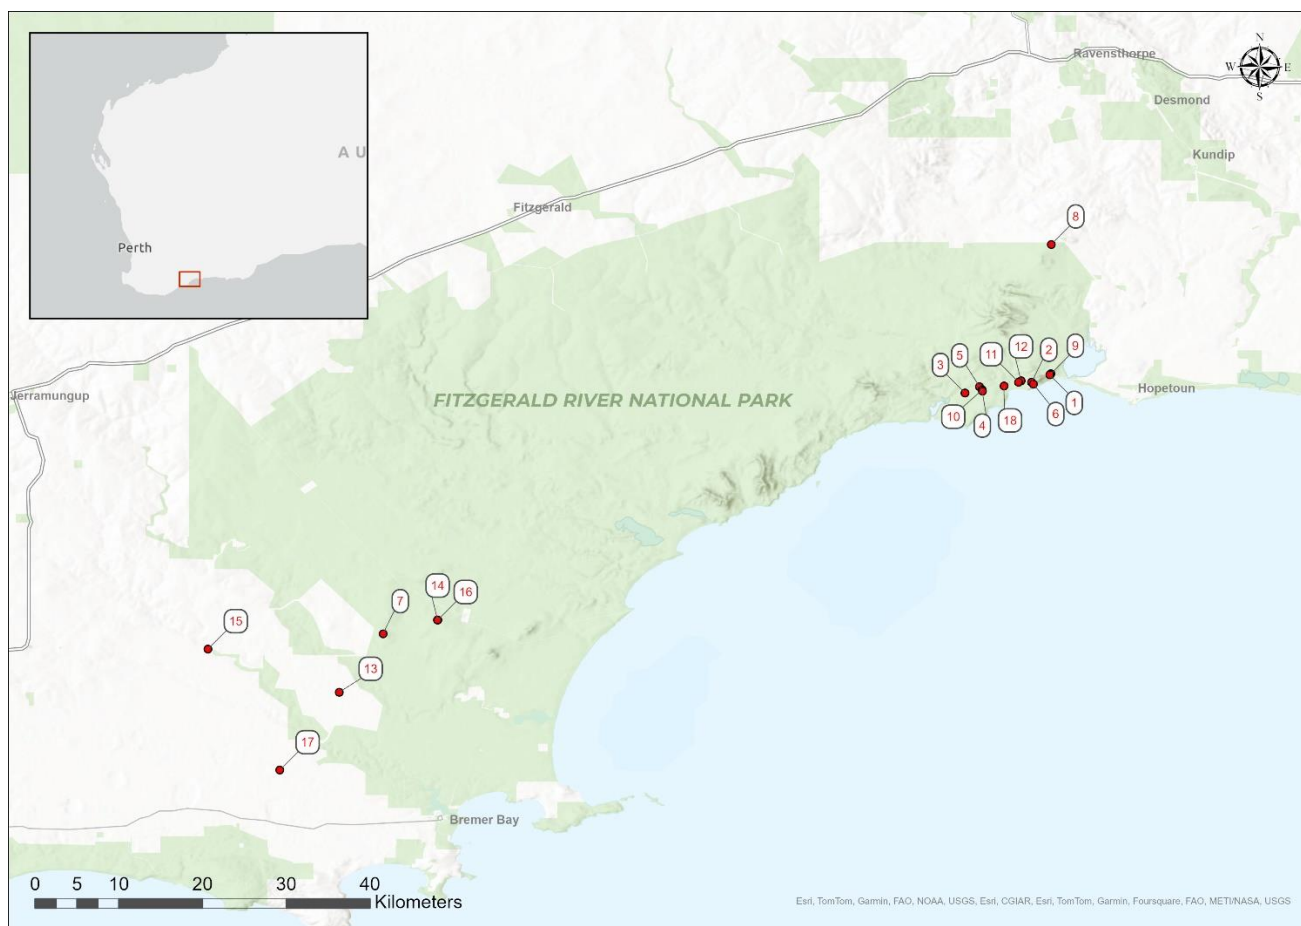 Ravensthorpe
N
W
E
S
Desmond
A U
Kundip
Fitzgerald
8
Perth
12
2
9
11
5
3
Jerramungup
FITZGERALD RIVER NATIONAL PARK
Hopetoun
1
6
10
4
18
14
16
7
15
13
17
Bremer Bay
0 5 10 20 30 40
Kilometers
Esri, TomTom, Garmin, FAO, NOAA, USGS, Esri, CGIAR, Esri, TomTom, Garmin, Foursquare, FAO, METI/NASA, USGS